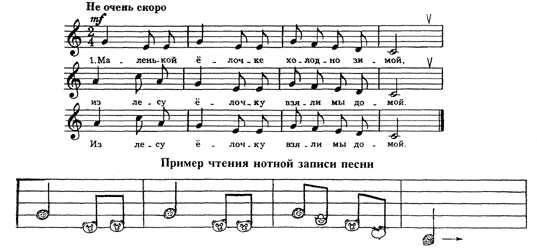 Не очень скоро
mf
2
4
1.Ма - лень-кой ё - лоч - ке хо - лод - но зи - мой,
из ле - су ё - лоч - ку взя - ли мы до - мой.
Из ле - су ё - лоч - ку взя - ли мы до - мой.
Пример чтения нотной записи песни